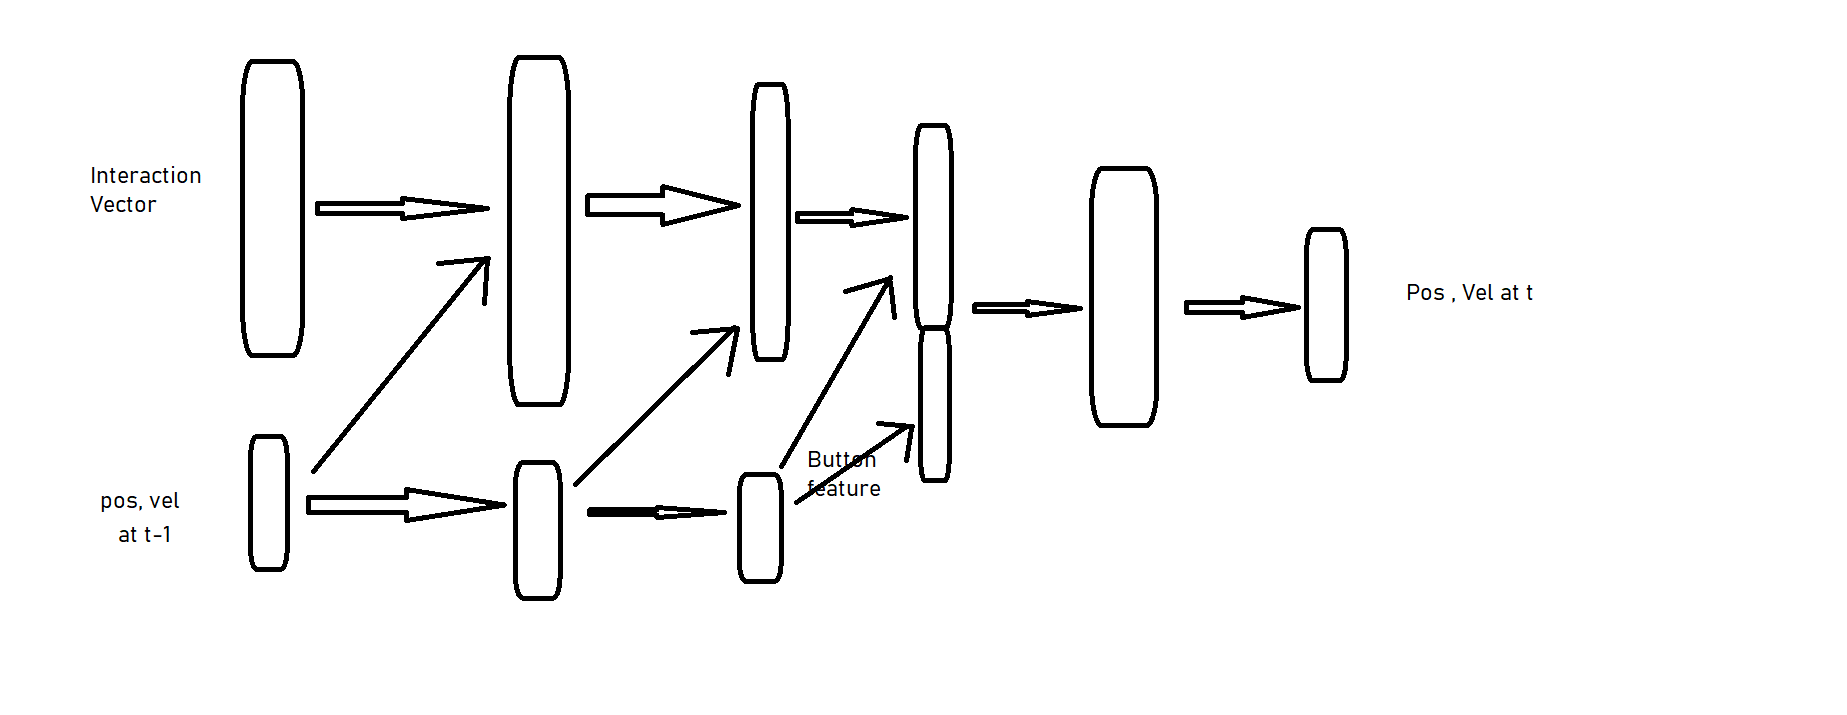 Interaction
Vector
pos, vel
at t-1
Button
feature
Pos , Vel at t